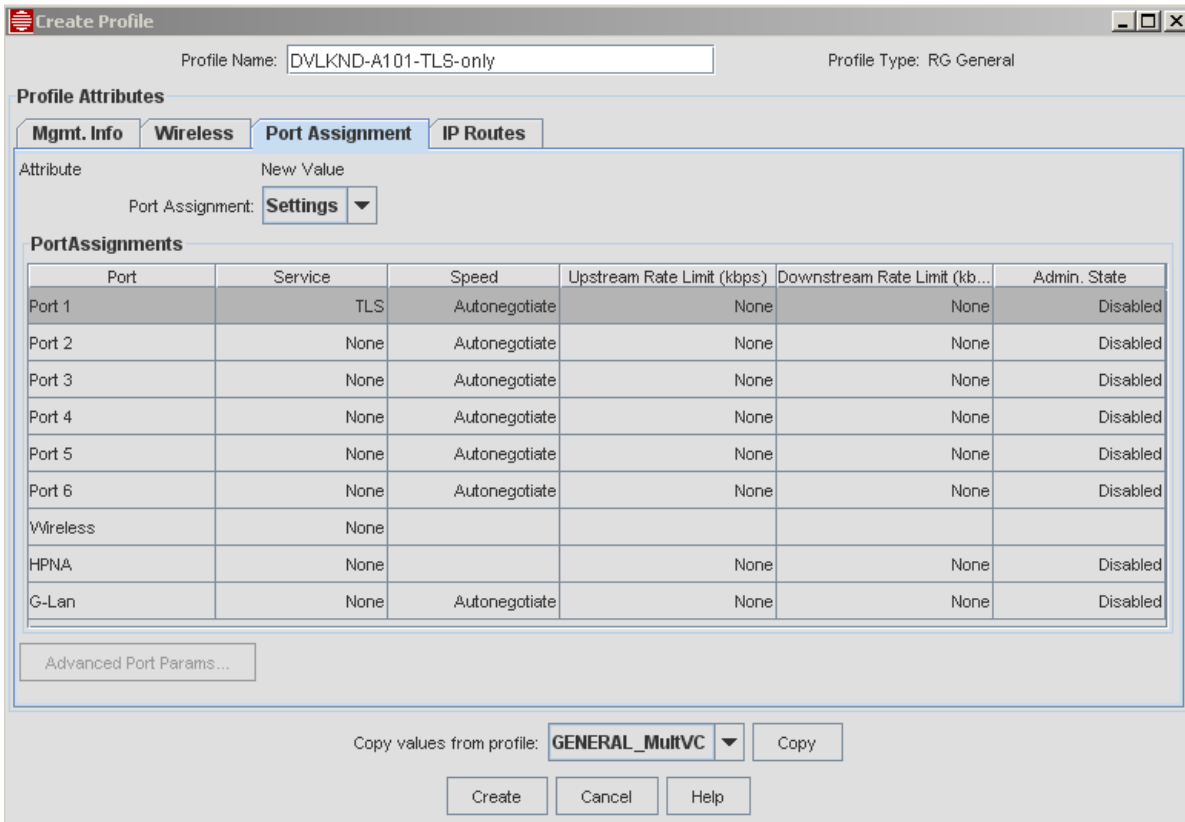 Create Profile
Profile Name: DVLKND-A101-TLS-only Profile Type: RG General
Profile Attributes
Mgmt. Info Wireless Port Assignment IP Routes
Attribute New Value
Port Assignment: Settings
PortAssignments
Port Service Speed Upstream Rate Limit (kbps) Downstream Rate Limit (kb... Admin. State
Port 1 TLS Autonegotiate None None Disabled
Port 2 None Autonegotiate None None Disabled
Port 3 None Autonegotiate None None Disabled
Port 4 None Autonegotiate None None Disabled
Port 5 None Autonegotiate None None Disabled
Port 6 None Autonegotiate None None Disabled
Wireless None
HPNA None None None Disabled
G-Lan None Autonegotiate None None Disabled
Advanced Port Params...
Copy values from profile: GENERAL_MultVC Copy
Create Cancel Help